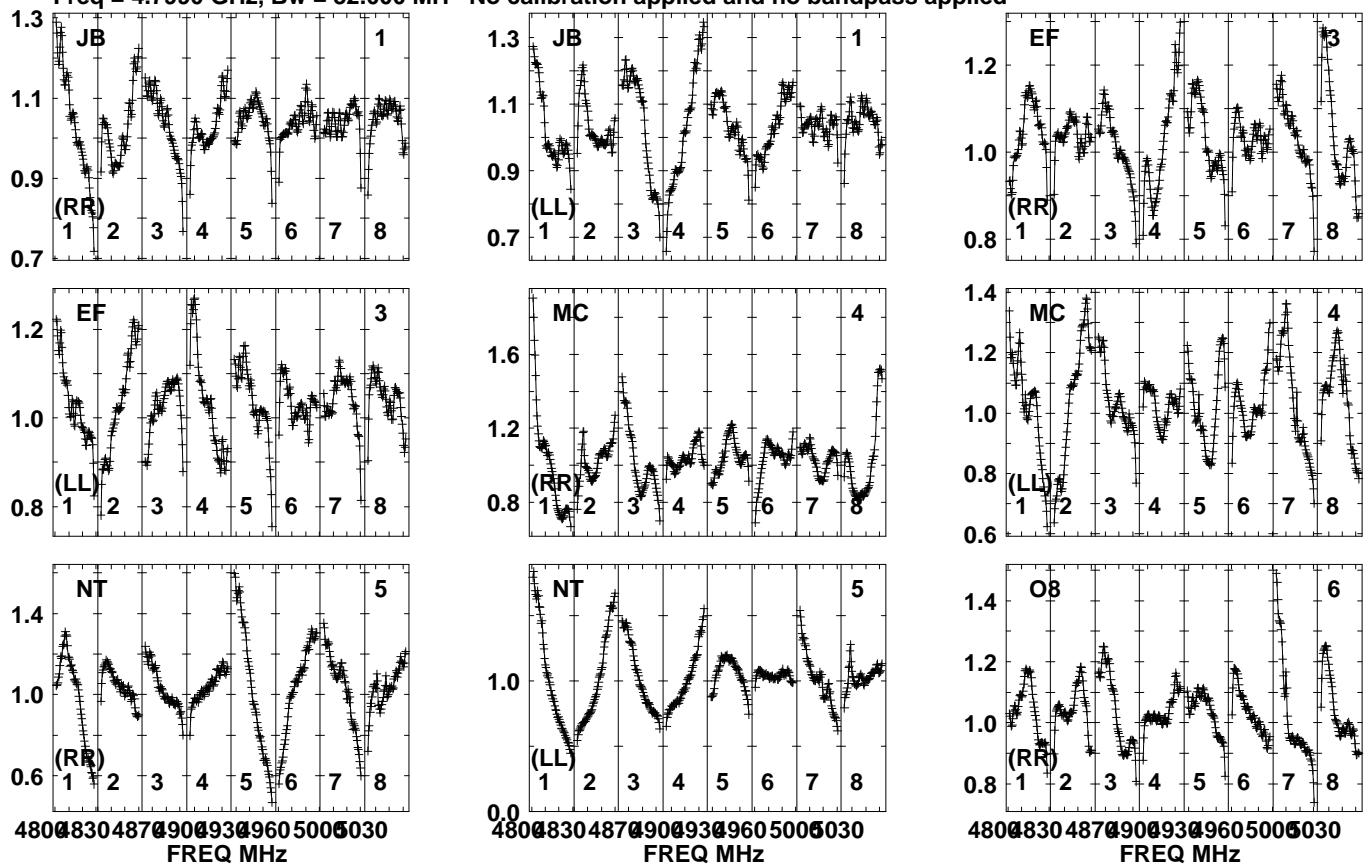 Freq = 4.7990 GHz, Bw = 32.000 MH No calibration applied and no bandpass applied
1.3 JB 1 1.3 JB 1 EF 3
1.2 1.2
1.1 1.1 1.0
1.0
0.9 0.9
(RR) (LL) (RR)
1 2 3 4 5 6 7 8 1 2 3 4 5 6 7 8 0.8 1 2 3 4 5 6 7 8
0.7 0.7
EF 3 MC 4 1.4 MC 4
1.2 1.6 1.2
1.0 1.2 1.0
0.8
(LL) (RR) (LL)
0.8 1 2 3 4 5 6 7 8 0.8 1 2 3 4 5 6 7 8 0.6 1 2 3 4 5 6 7 8
NT 5 NT 5 O8 6
1.4 1.4
1.2
1.0 1.0 1.0
(RR) (LL) (RR)
0.6 1 2 3 4 5 6 7 8 1 2 3 4 5 6 7 8 0.8 1 2 3 4 5 6 7 8
0.0
4800 4830 4870 4900 4930 4960 5000 5030 4800 4830 4870 4900 4930 4960 5000 5030 4800 4830 4870 4900 4930 4960 5000 5030
FREQ MHz FREQ MHz FREQ MHz